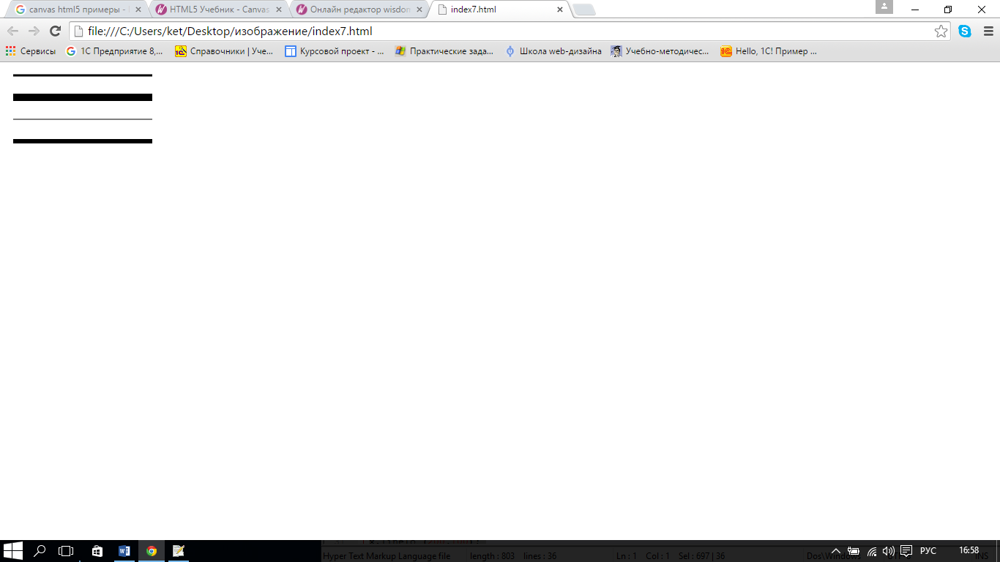 canvas html5 примеры -
HTML5 Учебник - Canvas
Онлайн редактор wisdom
index7.html
file:///C:/Users/ket/Desktop/изображение/index7.html
Сервисы
1С Предприятие 8,...
Справочники | Уче...
Курсовой проект - ...
Практические зада...
Школа web-дизайна
Учебно-методичес...
Hello, 1C! Пример ...
Hyper Text Markup Language file length : 803 lines : 36 Ln : 1 Col : 1 Sel : 697 | 36 Dos\Windows INS
РУС
16:58